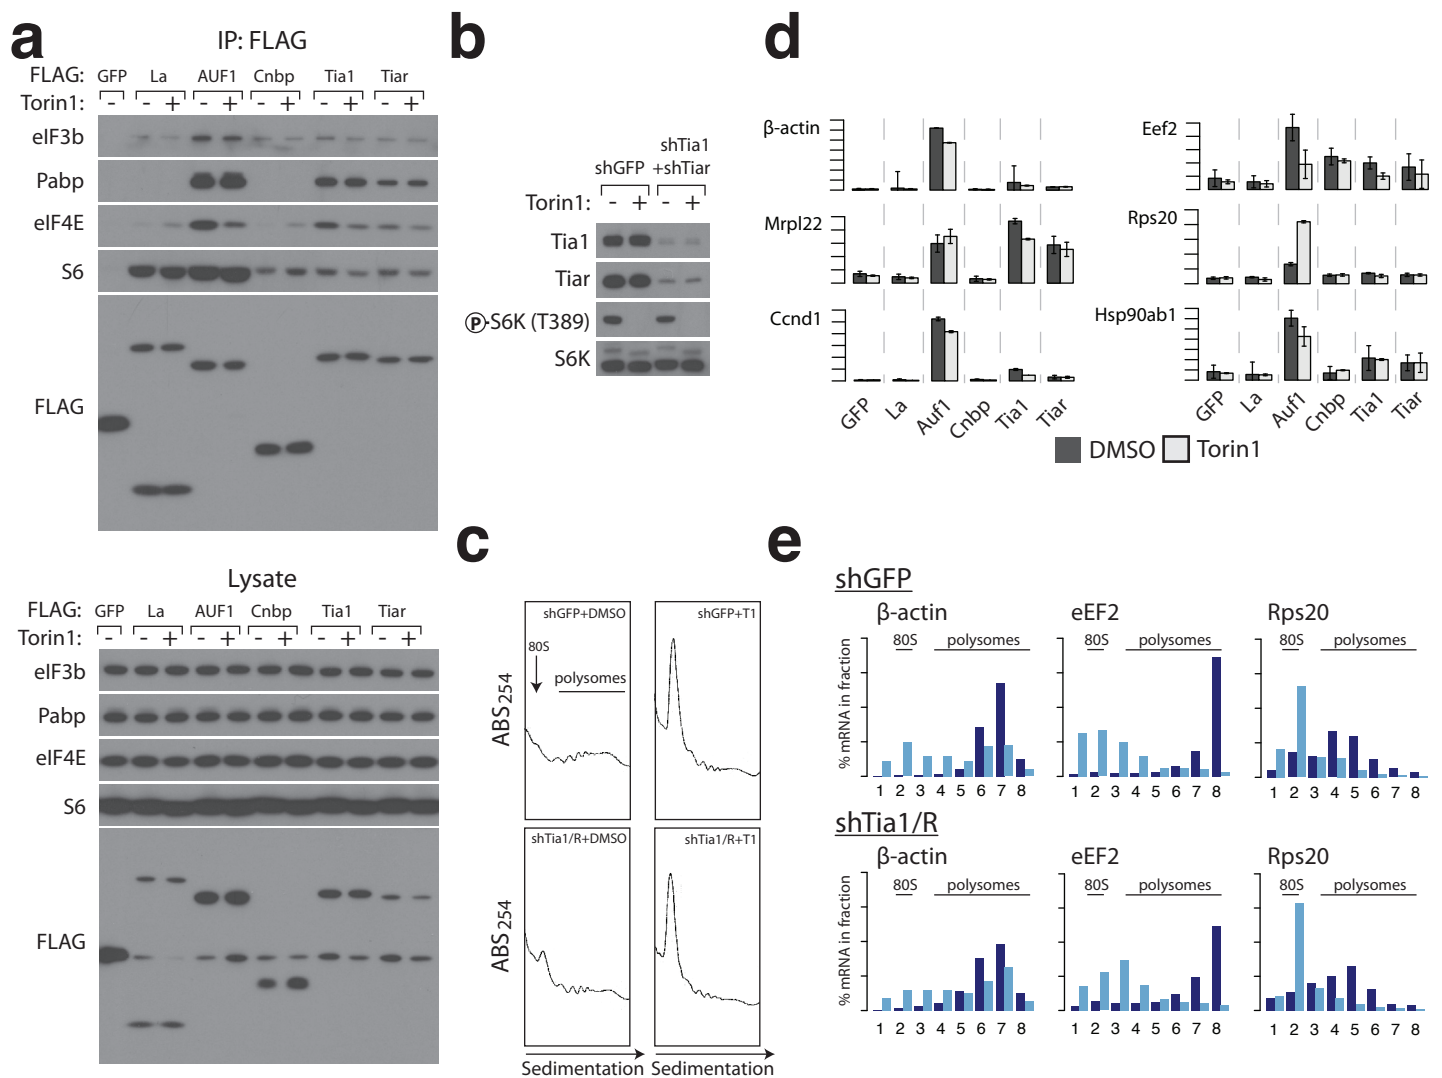 a
IP: FLAG
FLAG: GFP La AUF1 Cnbp Tia1 Tiar
Torin1: - - + - + - + - + - +
eIF3b
Pabp
eIF4E
S6
FLAG
Lysate
FLAG: GFP La AUF1 Cnbp Tia1 Tiar
Torin1: - - + - + - + - + - +
eIF3b
Pabp
eIF4E
S6
FLAG
b
shGFP shTia1
+shTiar
Torin1: - + - +
Tia1
Tiar
P-S6K (T389)
S6K
c
shGFP+DMSO shGFP+T1
80S
polysomes
ABS254
shTia1/R+DMSO shTia1/R+T1
ABS254
Sedimentation Sedimentation
d
β-actin Eef2
Mrpl22 Rps20
Ccnd1 Hsp90ab1
GFP La Auf1 Cnbp Tia1 Tiar GFP La Auf1 Cnbp Tia1 Tiar
DMSO Torin1
e
shGFP
β-actin eEF2 Rps20
80S polysomes 80S polysomes 80S polysomes
% mRNA in fraction
1 2 3 4 5 6 7 8 1 2 3 4 5 6 7 8 1 2 3 4 5 6 7 8
shTia1/R
β-actin eEF2 Rps20
80S polysomes 80S polysomes 80S polysomes
% mRNA in fraction
1 2 3 4 5 6 7 8 1 2 3 4 5 6 7 8 1 2 3 4 5 6 7 8